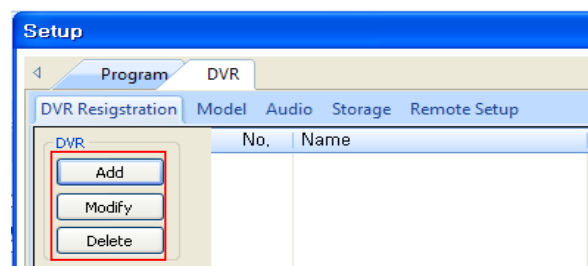 Setup
Program DVR
DVR Resigstration Model Audio Storage Remote Setup
DVR No, Name
Add
Modify
Delete